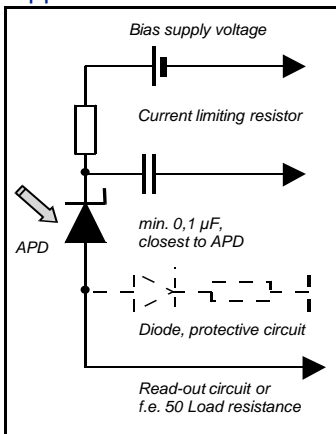 Bias supply voltage
Current limiting resistor
min. 0,1 µF,
closest to APD
APD
Diode, protective circuit
Read-out circuit or
f.e. 50 Load resistance